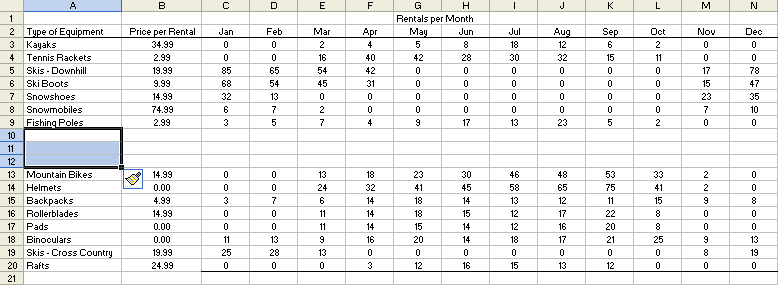 A B C D E F G H I J K L M N
1 Rentals per Month
2 Type of Equipment Price per Rental Jan Feb Mar Apr May Jun Jul Aug Sep Oct Nov Dec
3 Kayaks 34.99 0 0 2 4 5 8 18 12 6 2 0 0
4 Tennis Rackets 2.99 0 0 16 40 42 28 30 32 15 11 0 0
5 Skis - Downhill 19.99 85 65 54 42 0 0 0 0 0 0 17 78
6 Ski Boots 9.99 68 54 45 31 0 0 0 0 0 0 15 47
7 Snowshoes 14.99 32 13 0 0 0 0 0 0 0 0 23 35
8 Snowmobiles 74.99 6 7 2 0 0 0 0 0 0 0 7 10
9 Fishing Poles 2.99 3 5 7 4 9 17 13 23 5 2 0 0
10
11
12
13 Mountain Bikes 14.99 0 0 13 18 23 30 46 48 53 33 2 0
14 Helmets 0.00 0 0 24 32 41 45 58 65 75 41 2 0
15 Backpacks 4.99 3 7 6 14 18 14 13 12 11 15 9 8
16 Rollerblades 14.99 0 0 11 14 18 15 12 17 22 8 0 0
17 Pads 0.00 0 0 11 14 15 14 12 16 20 8 0 0
18 Binoculars 0.00 11 13 9 16 20 14 18 17 21 25 9 13
19 Skis - Cross Country 19.99 25 28 13 0 0 0 0 0 0 0 8 19
20 Rafts 24.99 0 0 0 3 12 16 15 13 12 0 0 0
21